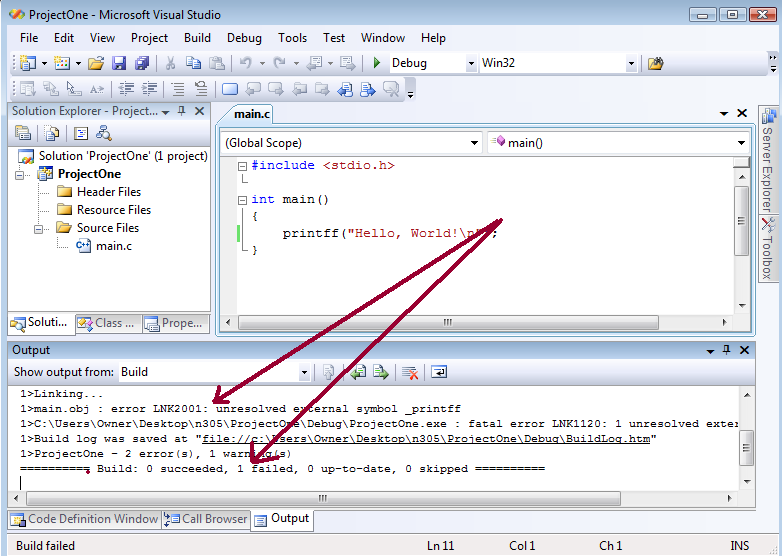 ProjectOne - Microsoft Visual Studio
File Edit View Project Build Debug Tools Test Window Help
Debug Win32
Solution Explorer - Project...
main.c
(Global Scope) main()
Solution 'ProjectOne' (1 project)
ProjectOne
Header Files
Resource Files
Source Files
main.c
#include <stdio.h>
int main()
{
printff("Hello, World!\n");
}
Server Explorer
Toolbox
Soluti... Class ... Prope...
Output
Show output from: Build
1>Linking...
1>main.obj : error LNK2001: unresolved external symbol _printff
1>C:\Users\Owner\Desktop\n305\ProjectOne\Debug\ProjectOne.exe : fatal error LNK1120: 1 unresolved exter
1>Build log was saved at "file://c:\Users\Owner\Desktop\n305\ProjectOne\Debug\BuildLog.htm"
1>ProjectOne - 2 error(s), 1 warning(s)
========== Build: 0 succeeded, 1 failed, 0 up-to-date, 0 skipped ==========
Code Definition Window Call Browser Output
Build failed Ln 11 Col 1 Ch 1 INS